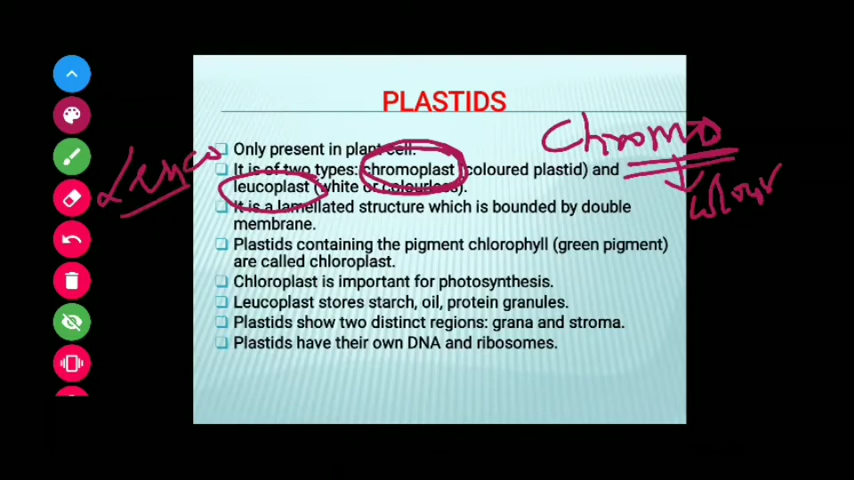 PLASTIDS
Chromo
Only present in plant cell.
Leuco
It is of two types: chromoplast (coloured plastid) and
leucoplast (white or colourless).
colour
It is a lamellated structure which is bounded by double
membrane.
Plastids containing the pigment chlorophyll (green pigment)
are called chloroplast.
Chloroplast is important for photosynthesis.
Leucoplast stores starch, oil, protein granules.
Plastids show two distinct regions: grana and stroma.
Plastids have their own DNA and ribosomes.